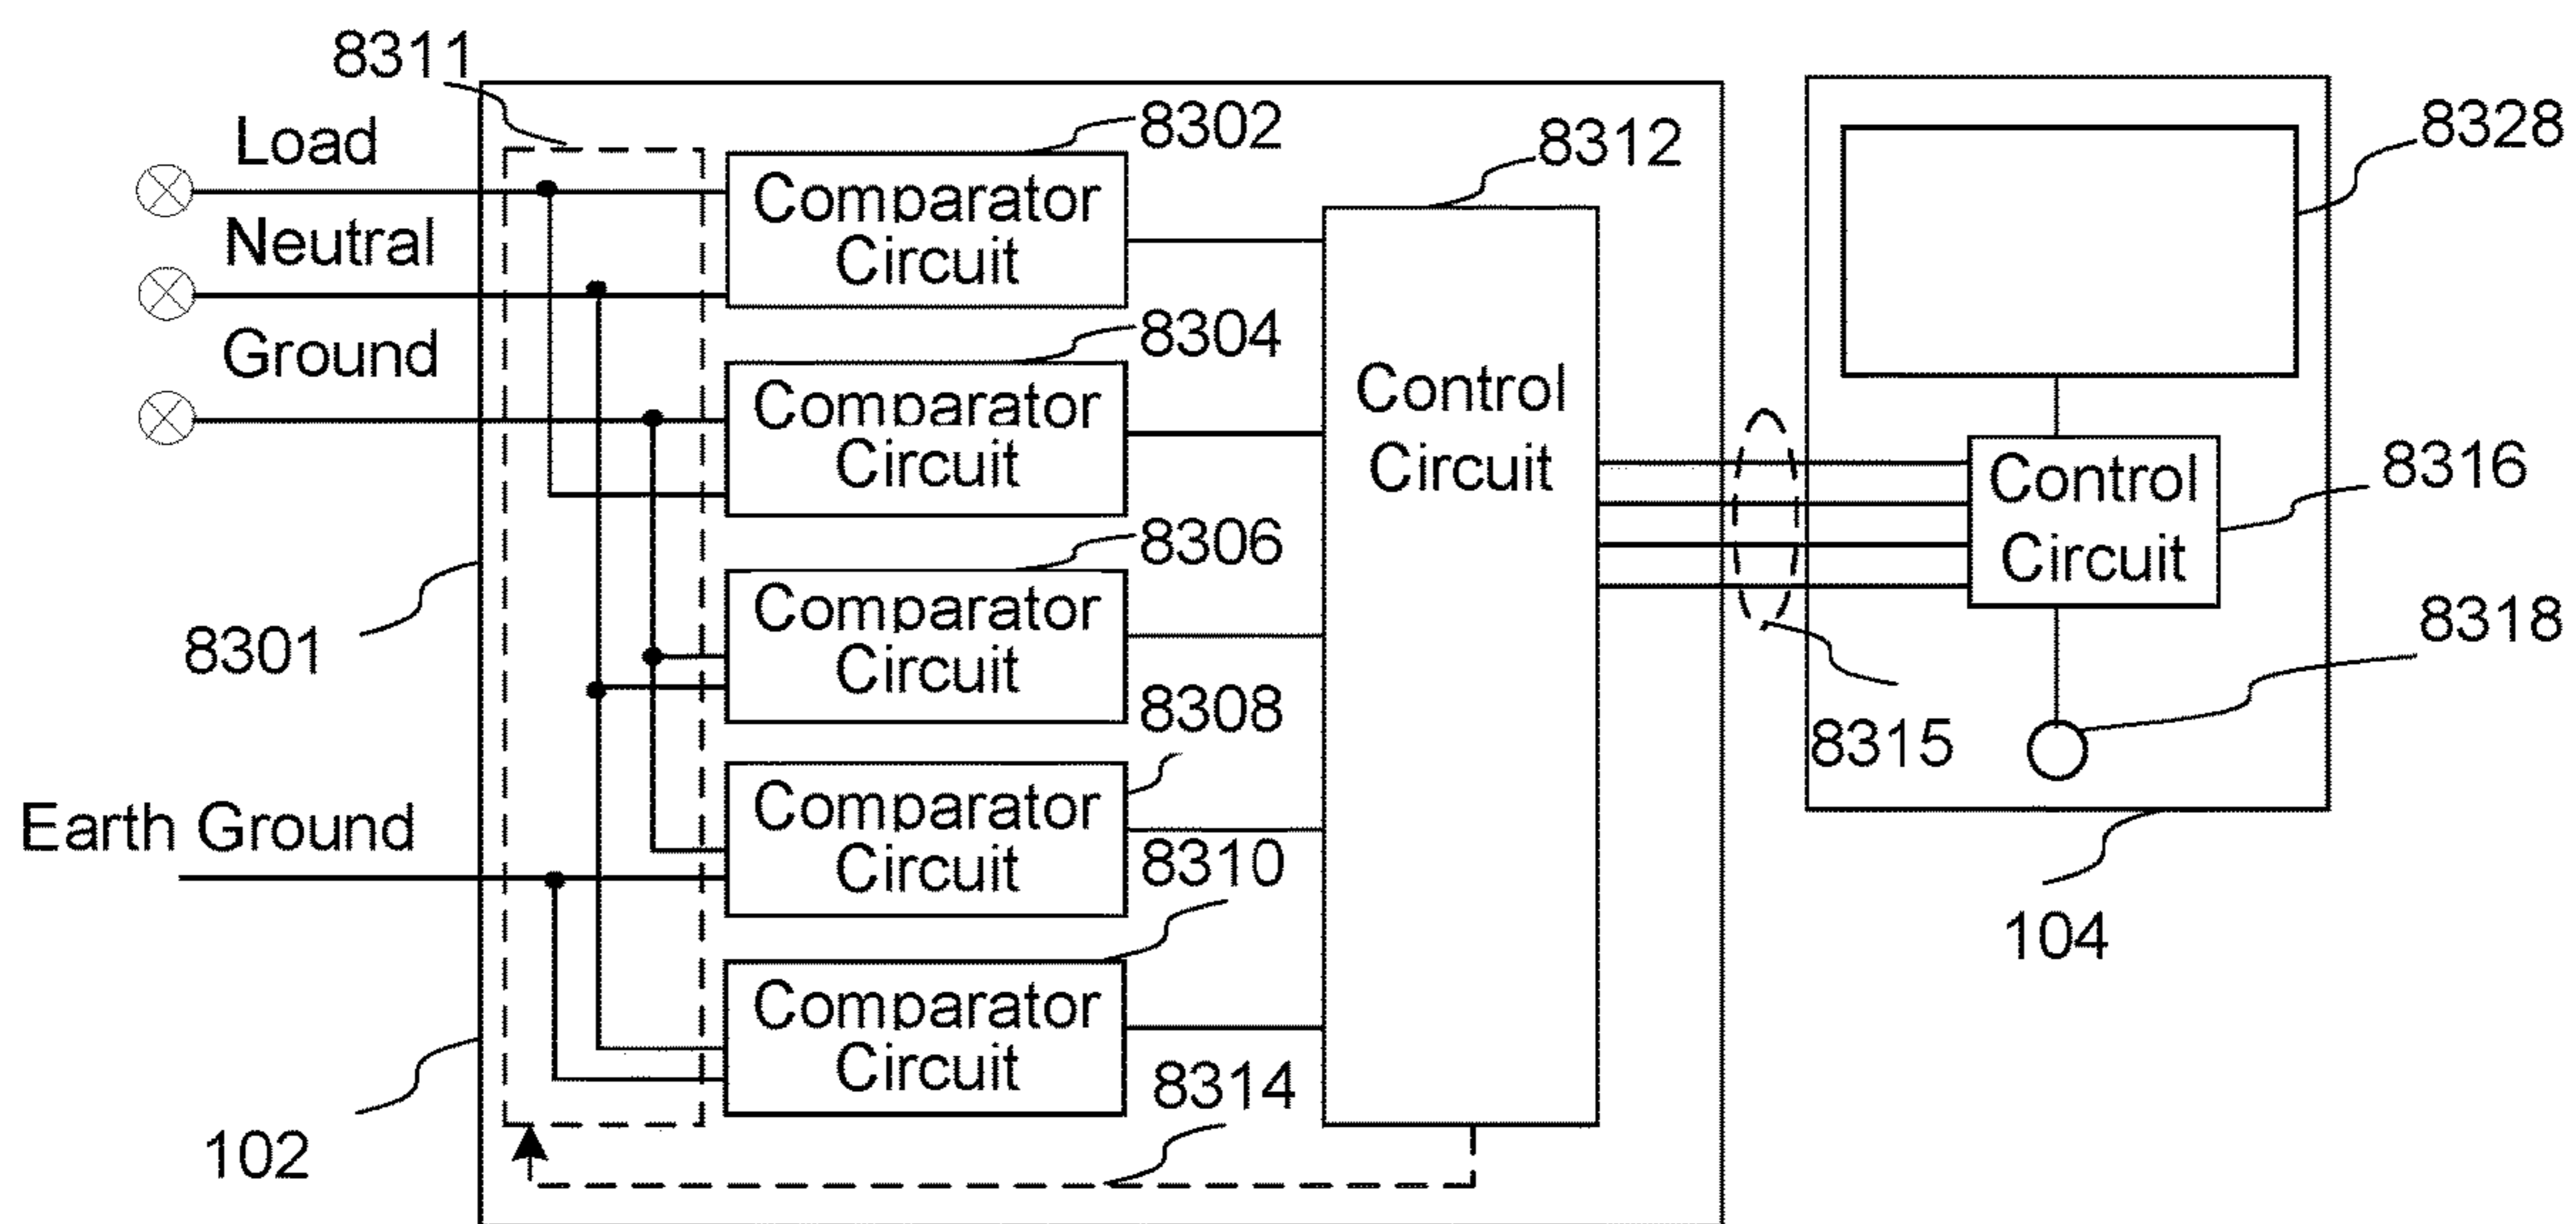 8311
Load
Neutral
Ground
8301
Earth Ground
102
Comparator
Circuit
8302
Comparator
Circuit
8304
Comparator
Circuit
8306
Comparator
Circuit
8308
Comparator
Circuit
8310
8314
8312
Control
Circuit
8315
8328
Control
Circuit
8316
8318
104